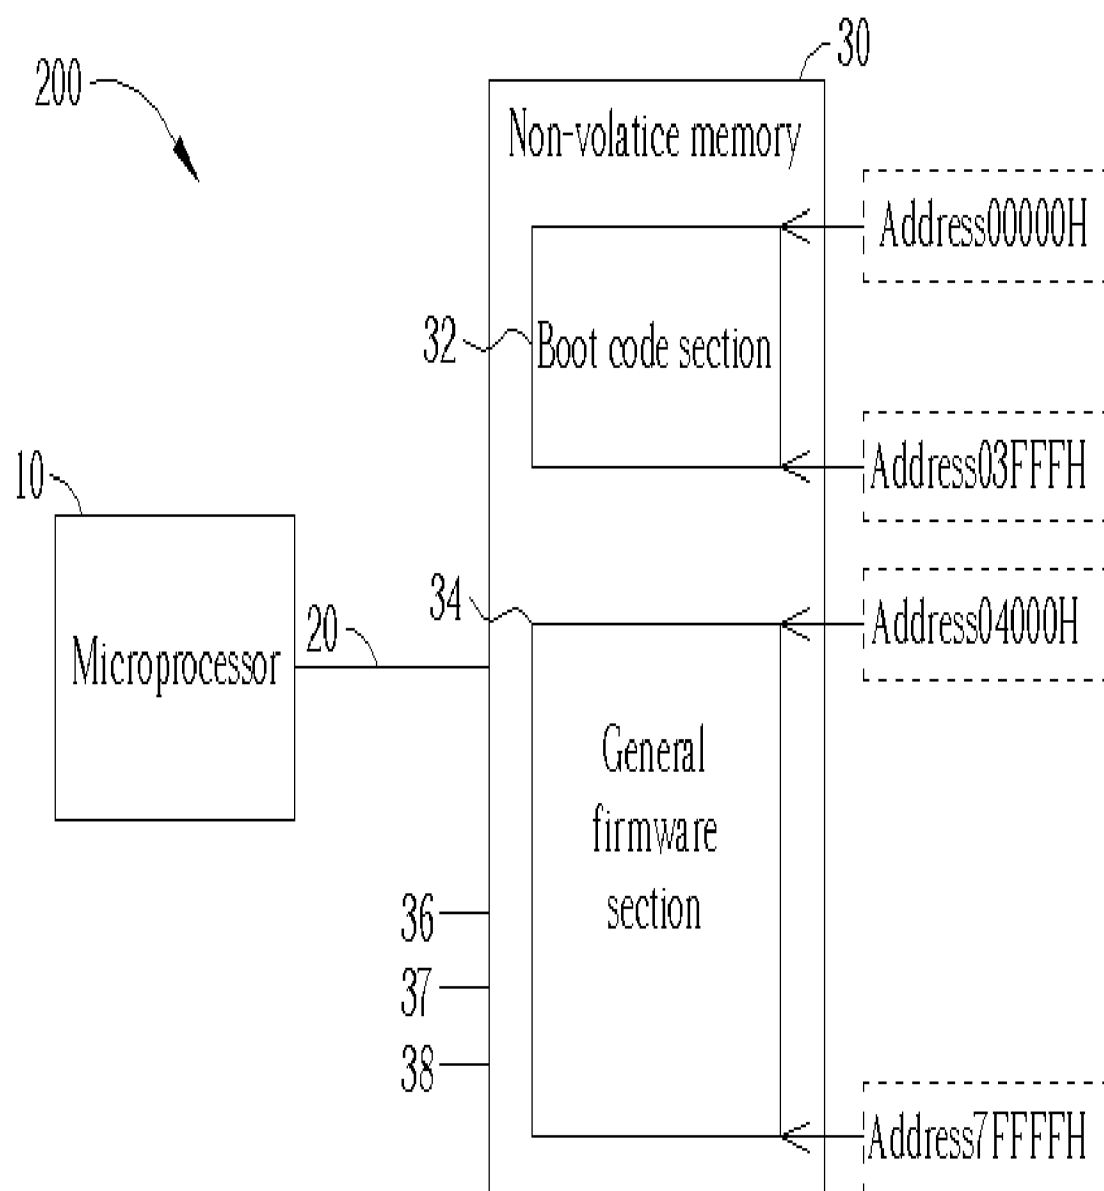 30
200
Non-volatice memory
Address00000H
32
Boot code section
Address03FFFH
10
34
Address04000H
20
Microprocessor
General
firmware
section
36
37
38
Address7FFFFH